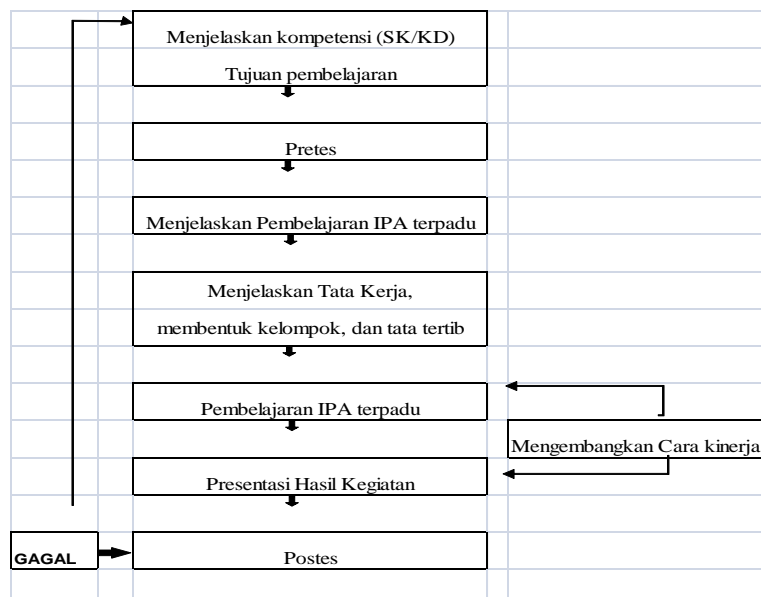 Menjelaskan kompetensi (SK/KD)
Tujuan pembelajaran
Pretes
Menjelaskan Pembelajaran IPA terpadu
Menjelaskan Tata Kerja,
membentuk kelompok, dan tata tertib
Pembelajaran IPA terpadu
Mengembangkan Cara kinerja
Presentasi Hasil Kegiatan
GAGAL
Postes